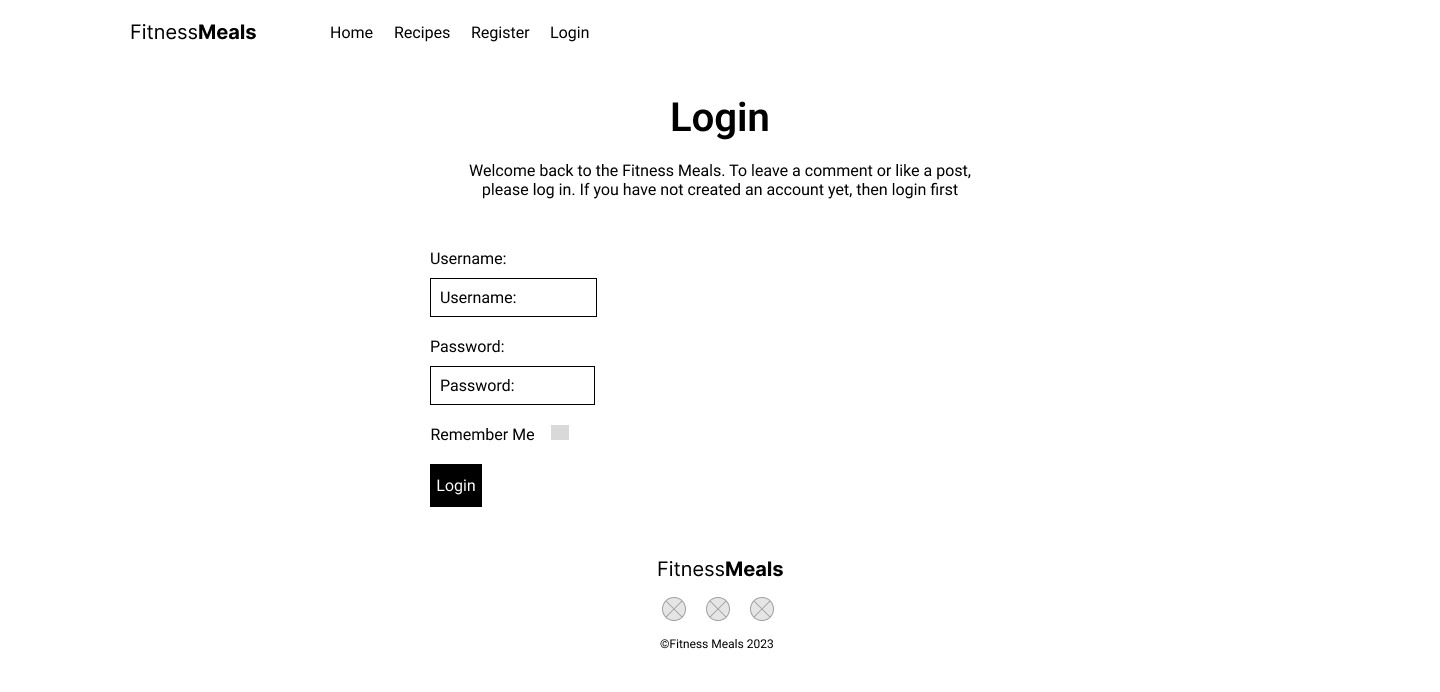 FitnessMeals Home Recipes Register Login
Login
Welcome back to the Fitness Meals. To leave a comment or like a post,
please log in. If you have not created an account yet, then login first
Username:
Username:
Password:
Password:
Remember Me
Login
FitnessMeals
©Fitness Meals 2023